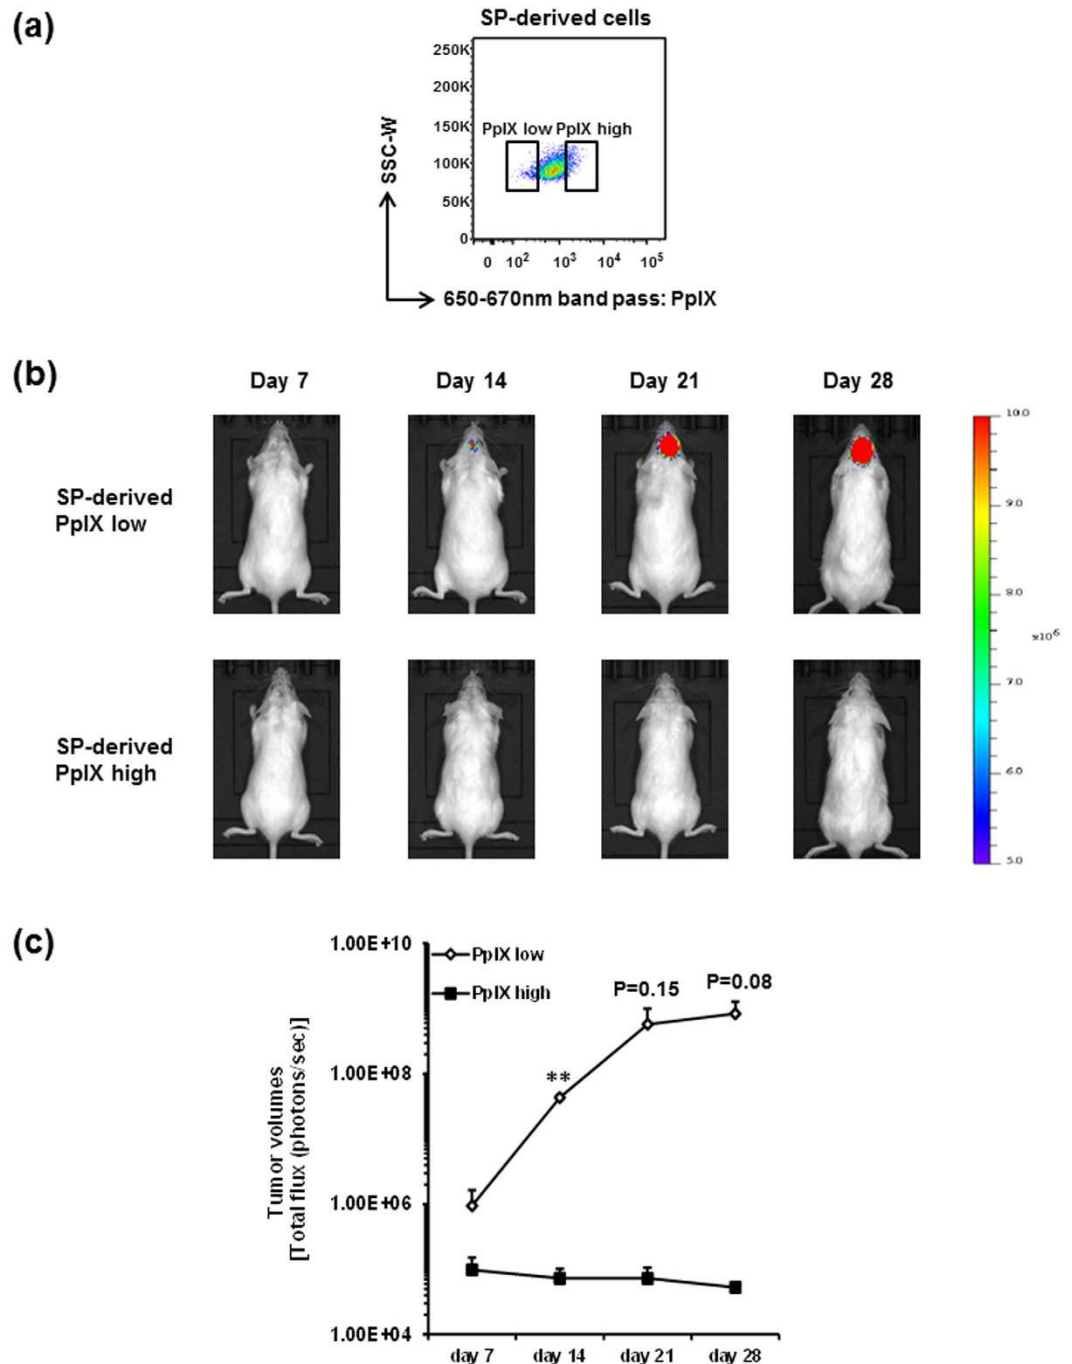 (a)
SP-derived cells
250K
200K
150K
100K
50K
0
PpIX low PpIX high
SSC-W
0 10² 10³ 10⁴ 10⁵
650-670nm band pass: PpIX
(b)
Day 7 Day 14 Day 21 Day 28
SP-derived
PpIX low
SP-derived
PpIX high
10.0
9.0
8.0
×10⁶
7.0
6.0
5.0
(c)
1.00E+10
1.00E+08
1.00E+06
1.00E+04
Tumor volumes
[Total flux (photons/sec)]
PpIX low
PpIX high
**
P=0.15
P=0.08
day 7 day 14 day 21 day 28